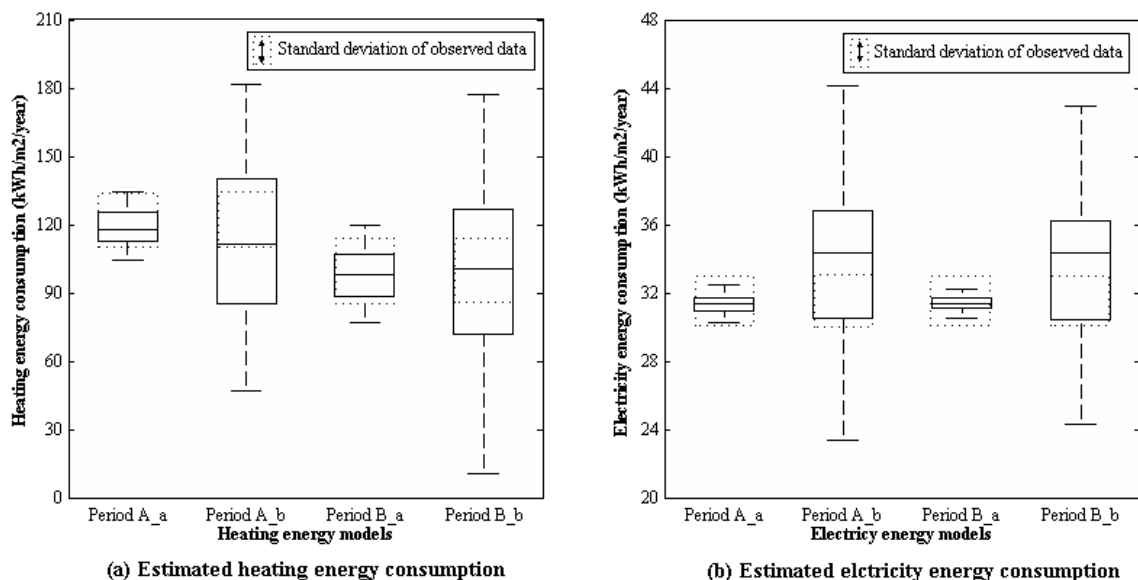 210
180
150
120
90
60
30
0
Heating energy consumption (kWh/m2/year)
Standard deviation of observed data
Period A_a Period A_b Period B_a Period B_b
Heating energy models
(a) Estimated heating energy consumption
48
44
40
36
32
28
24
20
Electricity energy consumption (kWh/m2/year)
Standard deviation of observed data
Period A_a Period A_b Period B_a Period B_b
Electricy energy models
(b) Estimated elctricity energy consumption